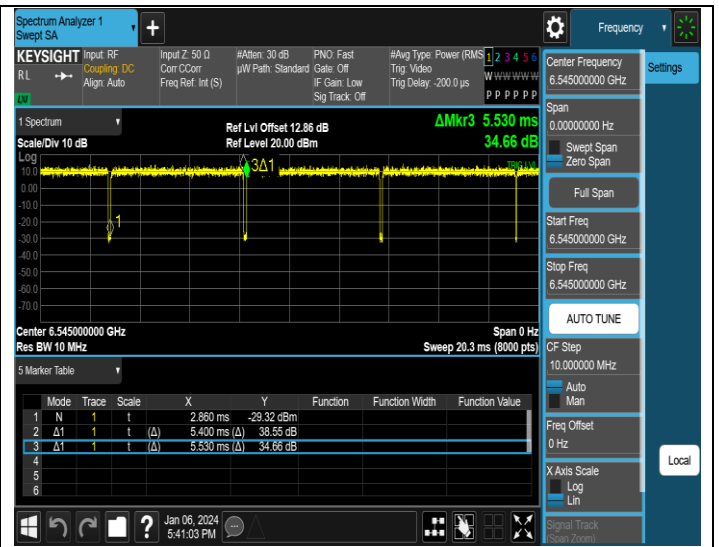 Spectrum Analyzer 1
Swept SA
Frequency
KEYSIGHT
RL
LXI
Input: RF
Coupling: DC
Align: Auto
Input Z: 50 Ω
Corr CCorr
Freq Ref: Int (S)
#Atten: 30 dB
µW Path: Standard
PNO: Fast
Gate: Off
IF Gain: Low
Sig Track: Off
#Avg Type: Power (RMS
Trig: Video
Trig Delay: -200.0 µs
1 2 3 4 5 6
W W W W W W
P P P P P P
1 Spectrum
Scale/Div 10 dB
Ref Lvl Offset 12.86 dB
Ref Level 20.00 dBm
ΔMkr3 5.530 ms
34.66 dB
Log
10.0
0.00
-10.0
-20.0
-30.0
-40.0
-50.0
-60.0
-70.0
3Δ1
1
TRIG LVL
Center 6.545000000 GHz
Span 0 Hz
Res BW 10 MHz
Sweep 20.3 ms (8000 pts)
5 Marker Table
Mode Trace Scale X Y Function Function Width Function Value
1 N 1 t 2.860 ms -29.32 dBm
2 Δ1 1 t (Δ) 5.400 ms (Δ) 38.55 dB
3 Δ1 1 t (Δ) 5.530 ms (Δ) 34.66 dB
4
5
6
Jan 06, 2024
5:41:03 PM
Center Frequency
6.545000000 GHz
Span
0.00000000 Hz
Swept Span
Zero Span
Full Span
Start Freq
6.545000000 GHz
Stop Freq
6.545000000 GHz
AUTO TUNE
CF Step
10.000000 MHz
Auto
Man
Freq Offset
0 Hz
X Axis Scale
Log
Lin
Signal Track
(Span Zoom)
Settings
Local